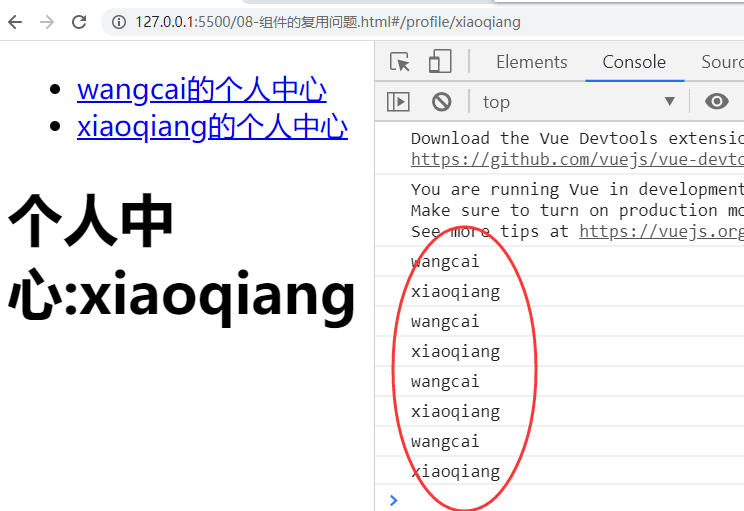 127.0.0.1:5500/08-组件的复用问题.html#/profile/xiaoqiang
wangcai的个人中心
xiaoqiang的个人中心
个人中
心:xiaoqiang
Elements
Console
Sourc
top
Download the Vue Devtools extensio
https://github.com/vuejs/vue-devto
You are running Vue in development
Make sure to turn on production mo
See more tips at https://vuejs.org
wangcai
xiaoqiang
wangcai
xiaoqiang
wangcai
xiaoqiang
wangcai
xiaoqiang